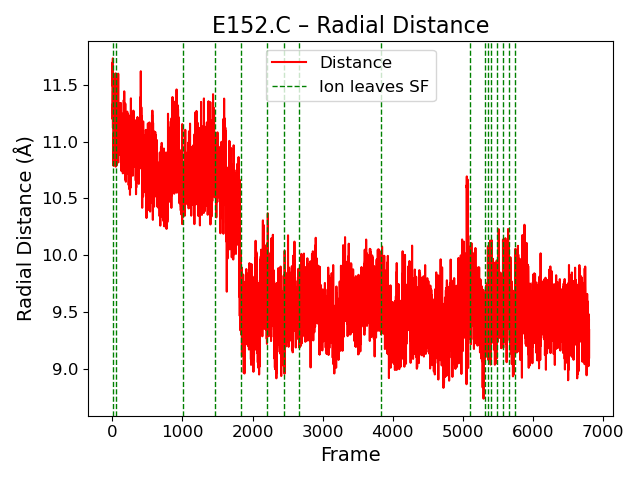 E152.C – Radial Distance
Distance
Ion leaves SF
Radial Distance (Å)
11.5
11.0
10.5
10.0
9.5
9.0
0 1000 2000 3000 4000 5000 6000 7000
Frame